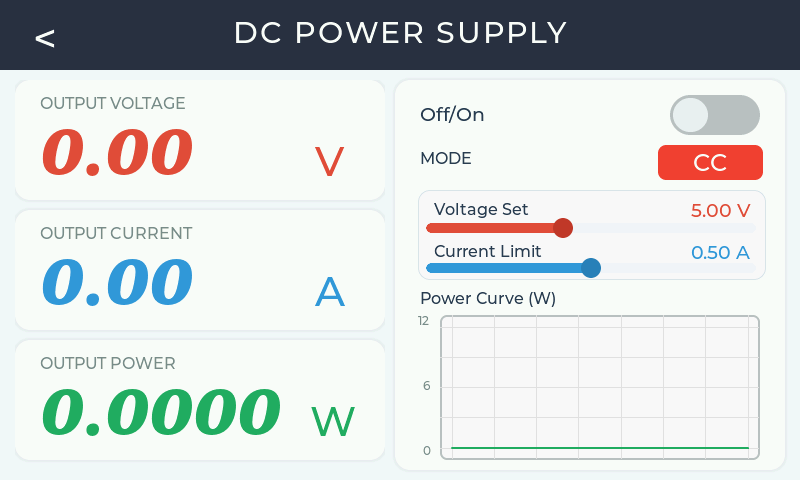 < DC POWER SUPPLY
OUTPUT VOLTAGE
0.00 V
OUTPUT CURRENT
0.00 A
OUTPUT POWER
0.0000 W
Off/On
MODE CC
Voltage Set 5.00 V
Current Limit 0.50 A
Power Curve (W)
12
6
0